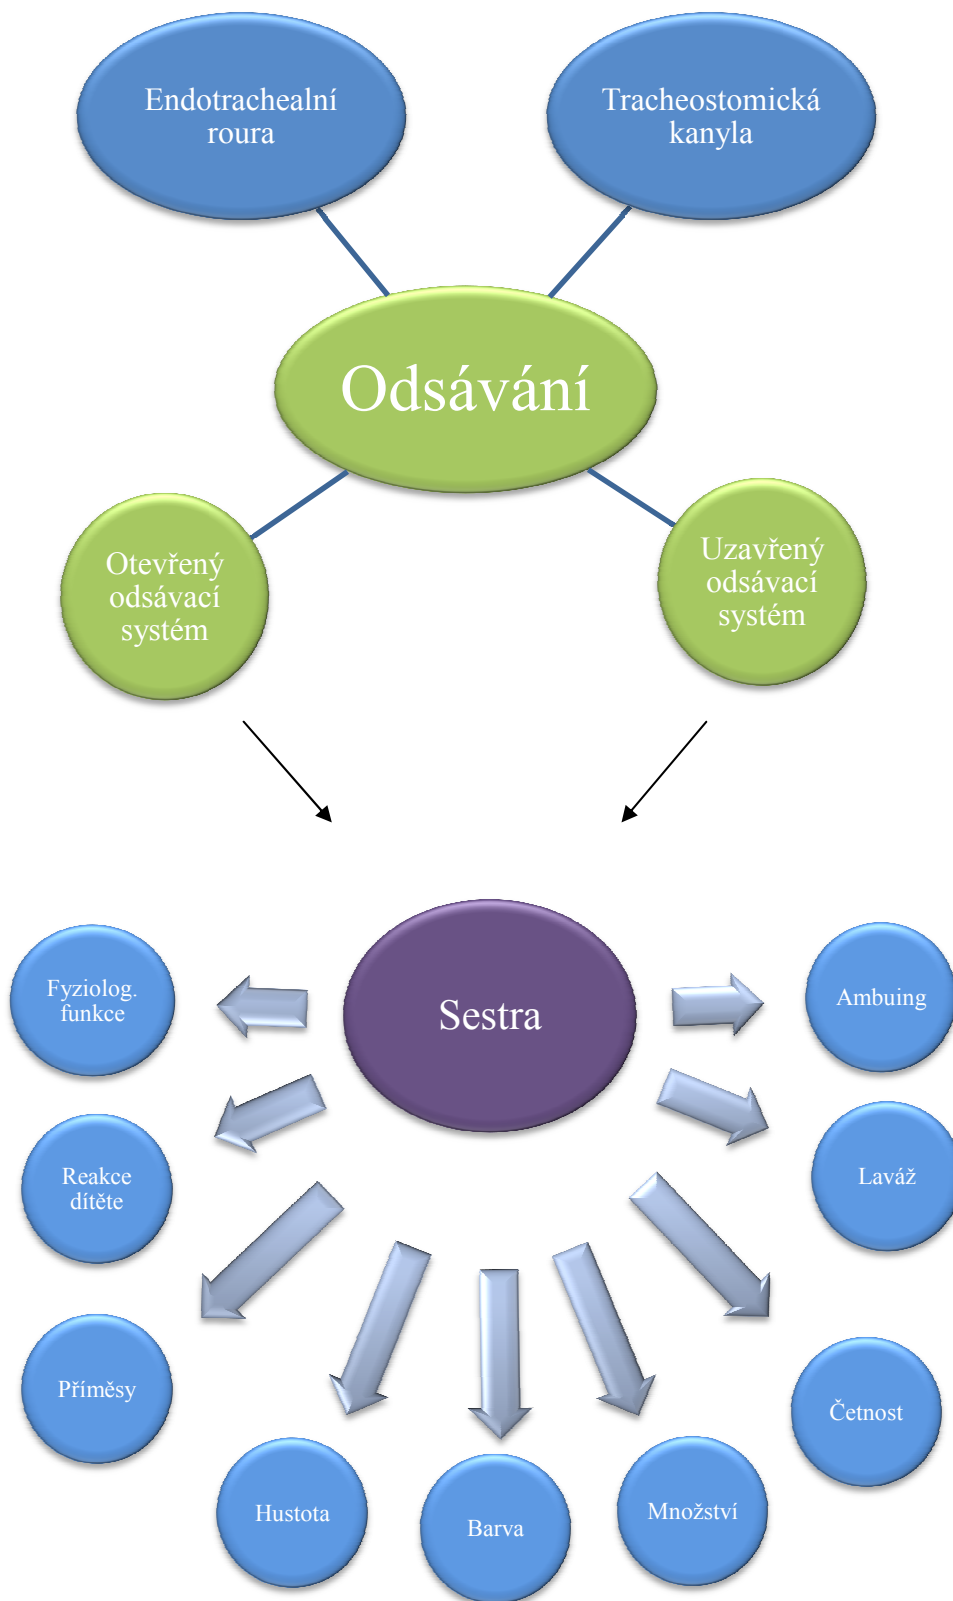 Endotrachealní
roura
Tracheostomická
kanyla
Odsávání
Otevřený
odsávací
systém
Uzavřený
odsávací
systém
Sestra
Fyziolog.
funkce
Ambuing
Reakce
dítěte
Laváž
Příměsy
Četnost
Hustota
Barva
Množství